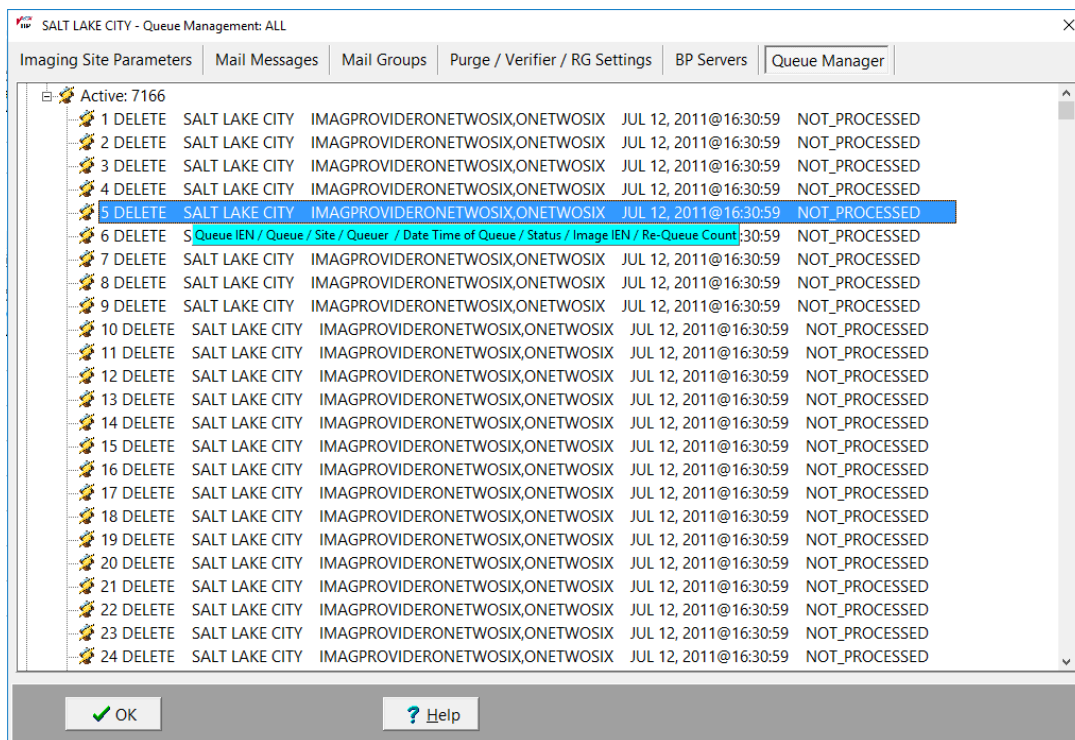 SALT LAKE CITY - Queue Management: ALL
Imaging Site Parameters Mail Messages Mail Groups Purge / Verifier / RG Settings BP Servers Queue Manager
Active: 7166
1 DELETE SALT LAKE CITY IMAGPROVIDERONETWOSIX,ONETWOSIX JUL 12, 2011@16:30:59 NOT_PROCESSED
2 DELETE SALT LAKE CITY IMAGPROVIDERONETWOSIX,ONETWOSIX JUL 12, 2011@16:30:59 NOT_PROCESSED
3 DELETE SALT LAKE CITY IMAGPROVIDERONETWOSIX,ONETWOSIX JUL 12, 2011@16:30:59 NOT_PROCESSED
4 DELETE SALT LAKE CITY IMAGPROVIDERONETWOSIX,ONETWOSIX JUL 12, 2011@16:30:59 NOT_PROCESSED
5 DELETE SALT LAKE CITY IMAGPROVIDERONETWOSIX,ONETWOSIX JUL 12, 2011@16:30:59 NOT_PROCESSED
6 DELETE S Queue IEN / Queue / Site / Queuer / Date Time of Queue / Status / Image IEN / Re-Queue Count :30:59 NOT_PROCESSED
7 DELETE SALT LAKE CITY IMAGPROVIDERONETWOSIX,ONETWOSIX JUL 12, 2011@16:30:59 NOT_PROCESSED
8 DELETE SALT LAKE CITY IMAGPROVIDERONETWOSIX,ONETWOSIX JUL 12, 2011@16:30:59 NOT_PROCESSED
9 DELETE SALT LAKE CITY IMAGPROVIDERONETWOSIX,ONETWOSIX JUL 12, 2011@16:30:59 NOT_PROCESSED
10 DELETE SALT LAKE CITY IMAGPROVIDERONETWOSIX,ONETWOSIX JUL 12, 2011@16:30:59 NOT_PROCESSED
11 DELETE SALT LAKE CITY IMAGPROVIDERONETWOSIX,ONETWOSIX JUL 12, 2011@16:30:59 NOT_PROCESSED
12 DELETE SALT LAKE CITY IMAGPROVIDERONETWOSIX,ONETWOSIX JUL 12, 2011@16:30:59 NOT_PROCESSED
13 DELETE SALT LAKE CITY IMAGPROVIDERONETWOSIX,ONETWOSIX JUL 12, 2011@16:30:59 NOT_PROCESSED
14 DELETE SALT LAKE CITY IMAGPROVIDERONETWOSIX,ONETWOSIX JUL 12, 2011@16:30:59 NOT_PROCESSED
15 DELETE SALT LAKE CITY IMAGPROVIDERONETWOSIX,ONETWOSIX JUL 12, 2011@16:30:59 NOT_PROCESSED
16 DELETE SALT LAKE CITY IMAGPROVIDERONETWOSIX,ONETWOSIX JUL 12, 2011@16:30:59 NOT_PROCESSED
17 DELETE SALT LAKE CITY IMAGPROVIDERONETWOSIX,ONETWOSIX JUL 12, 2011@16:30:59 NOT_PROCESSED
18 DELETE SALT LAKE CITY IMAGPROVIDERONETWOSIX,ONETWOSIX JUL 12, 2011@16:30:59 NOT_PROCESSED
19 DELETE SALT LAKE CITY IMAGPROVIDERONETWOSIX,ONETWOSIX JUL 12, 2011@16:30:59 NOT_PROCESSED
20 DELETE SALT LAKE CITY IMAGPROVIDERONETWOSIX,ONETWOSIX JUL 12, 2011@16:30:59 NOT_PROCESSED
21 DELETE SALT LAKE CITY IMAGPROVIDERONETWOSIX,ONETWOSIX JUL 12, 2011@16:30:59 NOT_PROCESSED
22 DELETE SALT LAKE CITY IMAGPROVIDERONETWOSIX,ONETWOSIX JUL 12, 2011@16:30:59 NOT_PROCESSED
23 DELETE SALT LAKE CITY IMAGPROVIDERONETWOSIX,ONETWOSIX JUL 12, 2011@16:30:59 NOT_PROCESSED
24 DELETE SALT LAKE CITY IMAGPROVIDERONETWOSIX,ONETWOSIX JUL 12, 2011@16:30:59 NOT_PROCESSED
OK ? Help